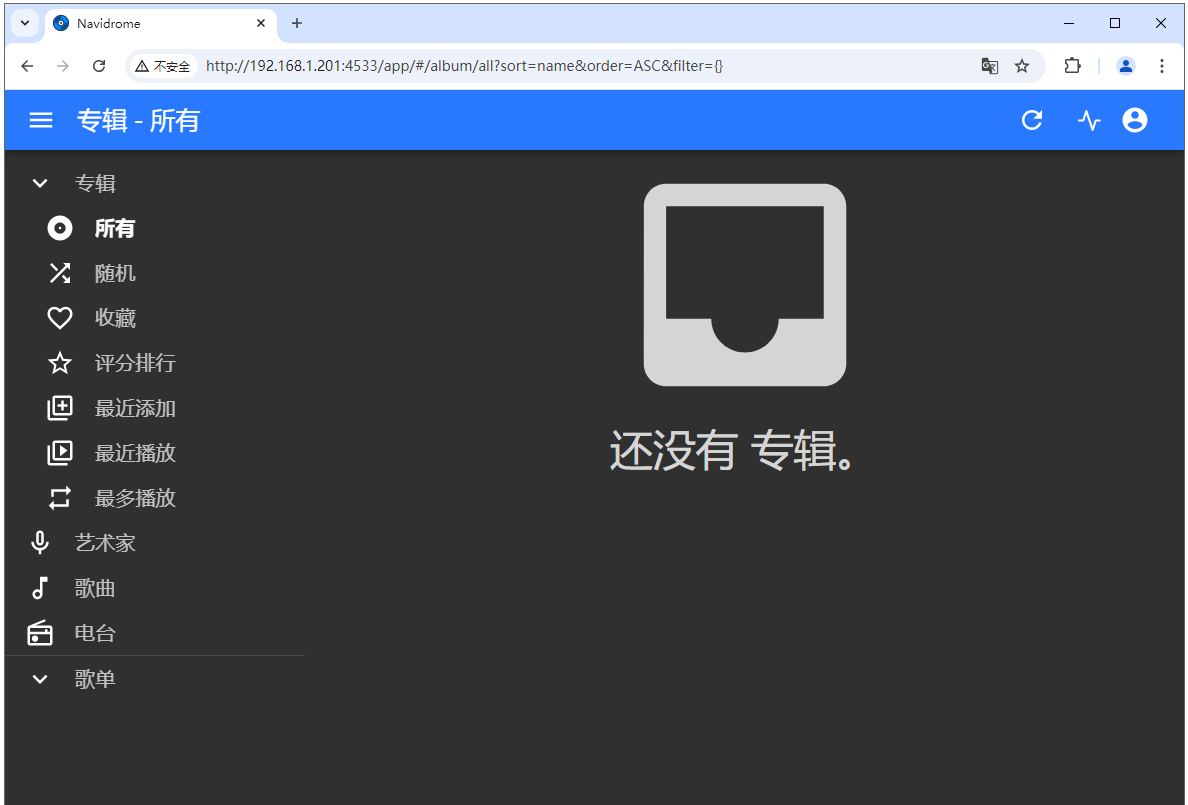 Navidrome
不安全
http://192.168.1.201:4533/app/#/album/all?sort=name&order=ASC&filter={}
专辑 - 所有
专辑
所有
随机
收藏
评分排行
最近添加
最近播放
最多播放
艺术家
歌曲
电台
歌单
还没有 专辑。